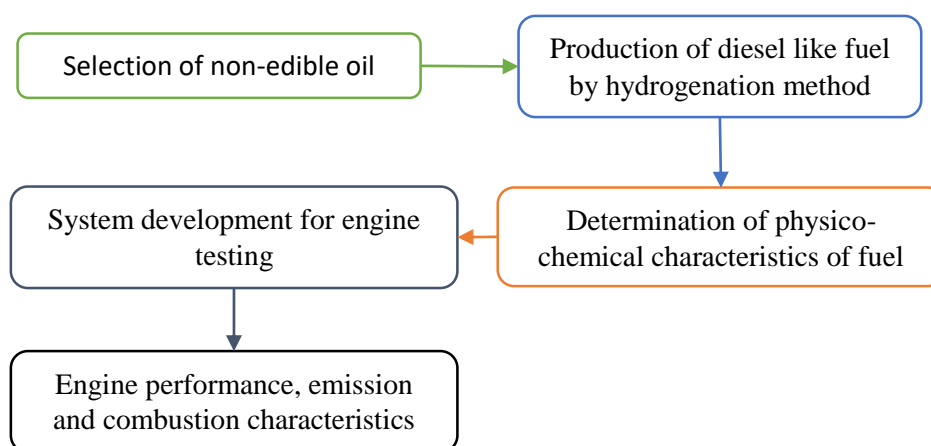 Selection of non-edible oil
Production of diesel like fuel
by hydrogenation method
Determination of physico-
chemical characteristics of fuel
System development for engine
testing
Engine performance, emission
and combustion characteristics